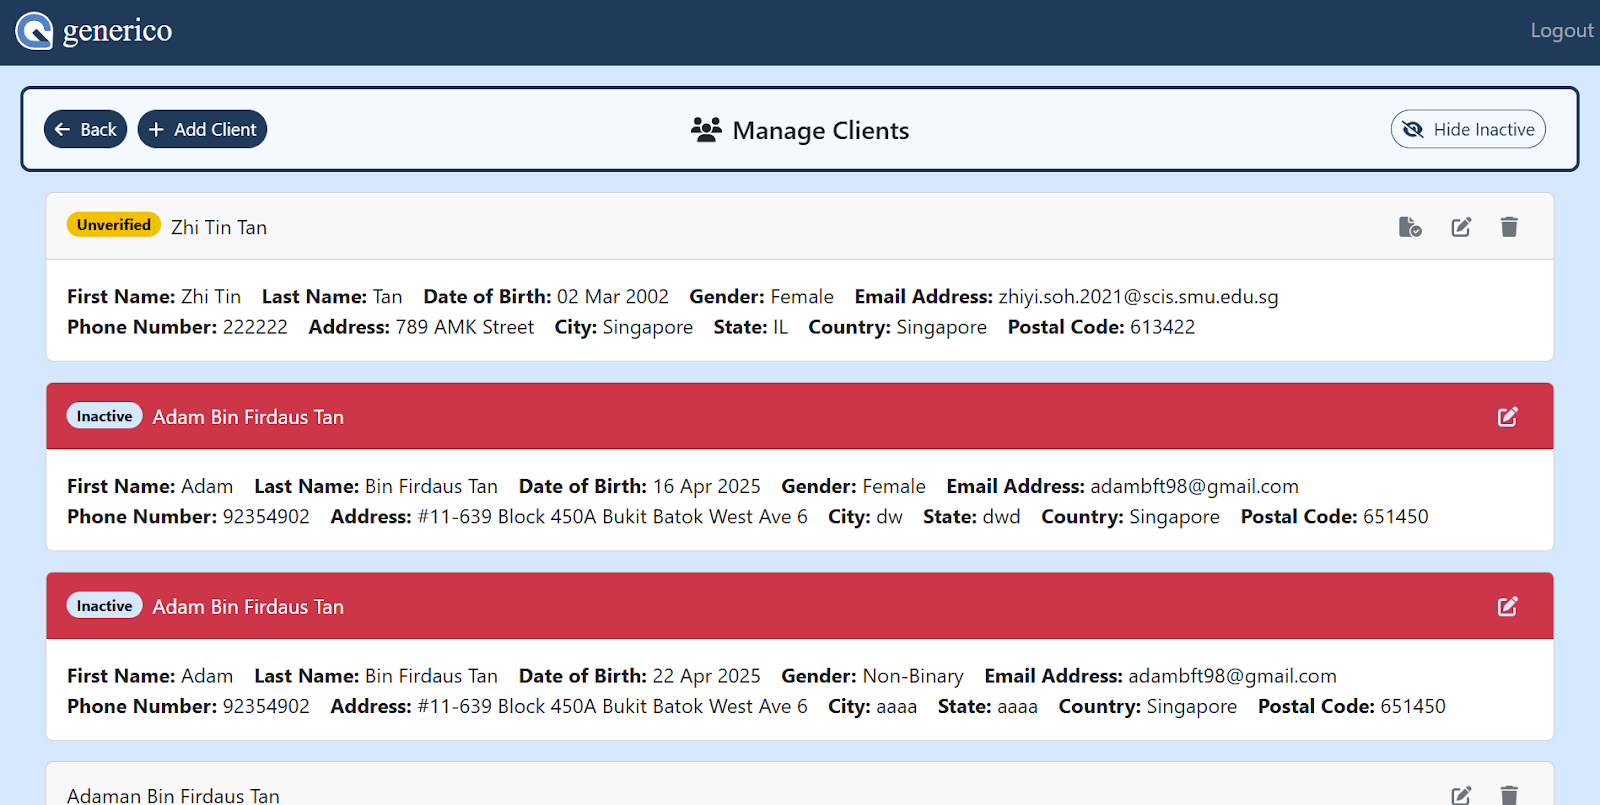 generico
Logout
Back
Add Client
Manage Clients
Hide Inactive
Unverified Zhi Tin Tan
First Name: Zhi Tin Last Name: Tan Date of Birth: 02 Mar 2002 Gender: Female Email Address: zhiyi.soh.2021@scis.smu.edu.sg
Phone Number: 222222 Address: 789 AMK Street City: Singapore State: IL Country: Singapore Postal Code: 613422
Inactive Adam Bin Firdaus Tan
First Name: Adam Last Name: Bin Firdaus Tan Date of Birth: 16 Apr 2025 Gender: Female Email Address: adambft98@gmail.com
Phone Number: 92354902 Address: #11-639 Block 450A Bukit Batok West Ave 6 City: dw State: dwd Country: Singapore Postal Code: 651450
Inactive Adam Bin Firdaus Tan
First Name: Adam Last Name: Bin Firdaus Tan Date of Birth: 22 Apr 2025 Gender: Non-Binary Email Address: adambft98@gmail.com
Phone Number: 92354902 Address: #11-639 Block 450A Bukit Batok West Ave 6 City: aaaa State: aaaa Country: Singapore Postal Code: 651450
Adaman Bin Firdaus Tan